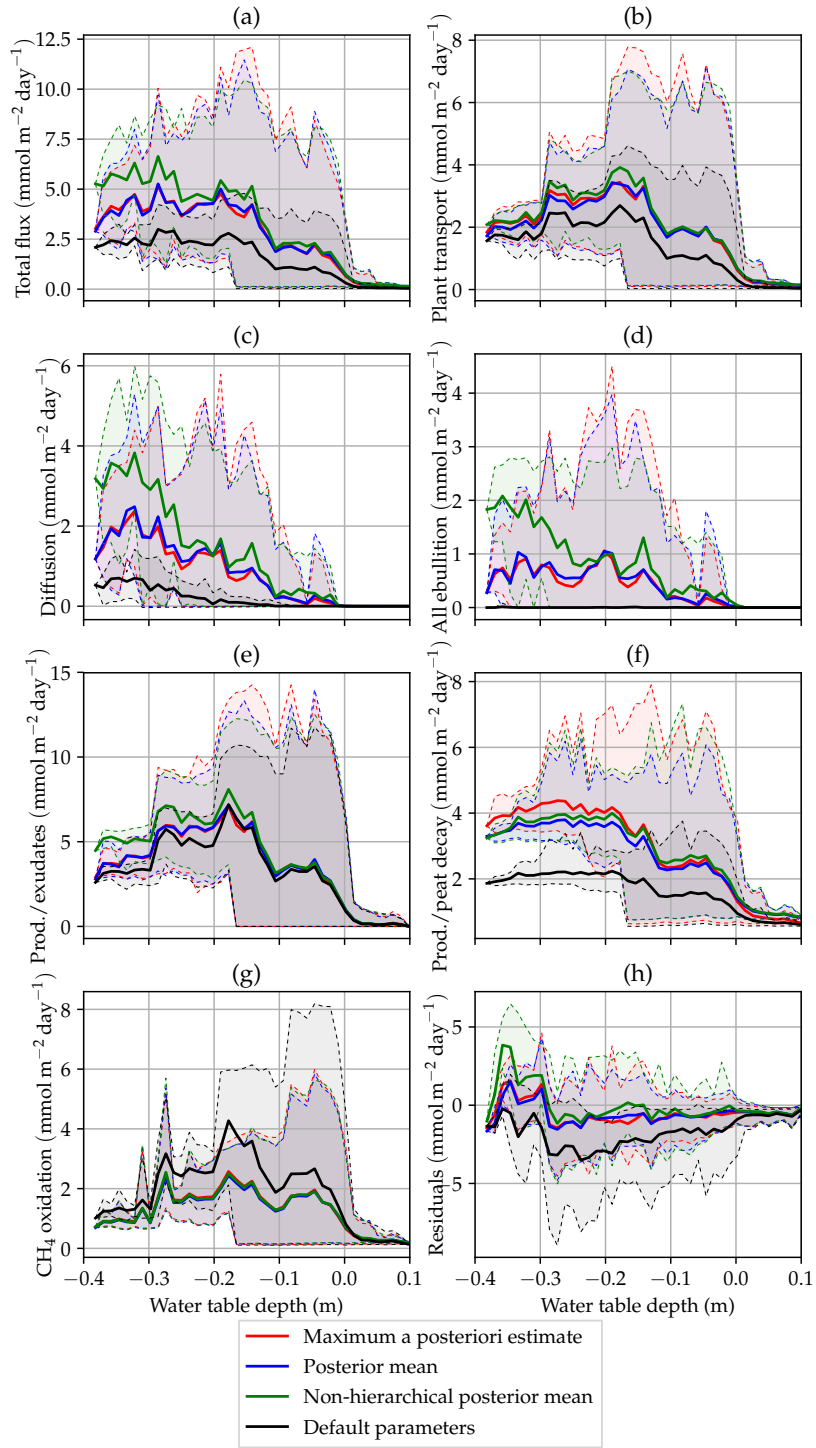 (a)
12.5
10.0
7.5
5.0
2.5
0.0
Total flux (mmol m⁻² day⁻¹)
(b)
8
6
4
2
0
Plant transport (mmol m⁻² day⁻¹)
(c)
6
4
2
0
Diffusion (mmol m⁻² day⁻¹)
(d)
4
3
2
1
0
All ebullition (mmol m⁻² day⁻¹)
(e)
15
10
5
0
Prod./exudates (mmol m⁻² day⁻¹)
(f)
8
6
4
2
Prod./peat decay (mmol m⁻² day⁻¹)
(g)
8
6
4
2
0
CH₄ oxidation (mmol m⁻² day⁻¹)
−0.4 −0.3 −0.2 −0.1 0.0 0.1
Water table depth (m)
(h)
5
0
−5
Residuals (mmol m⁻² day⁻¹)
−0.4 −0.3 −0.2 −0.1 0.0 0.1
Water table depth (m)
Maximum a posteriori estimate
Posterior mean
Non-hierarchical posterior mean
Default parameters